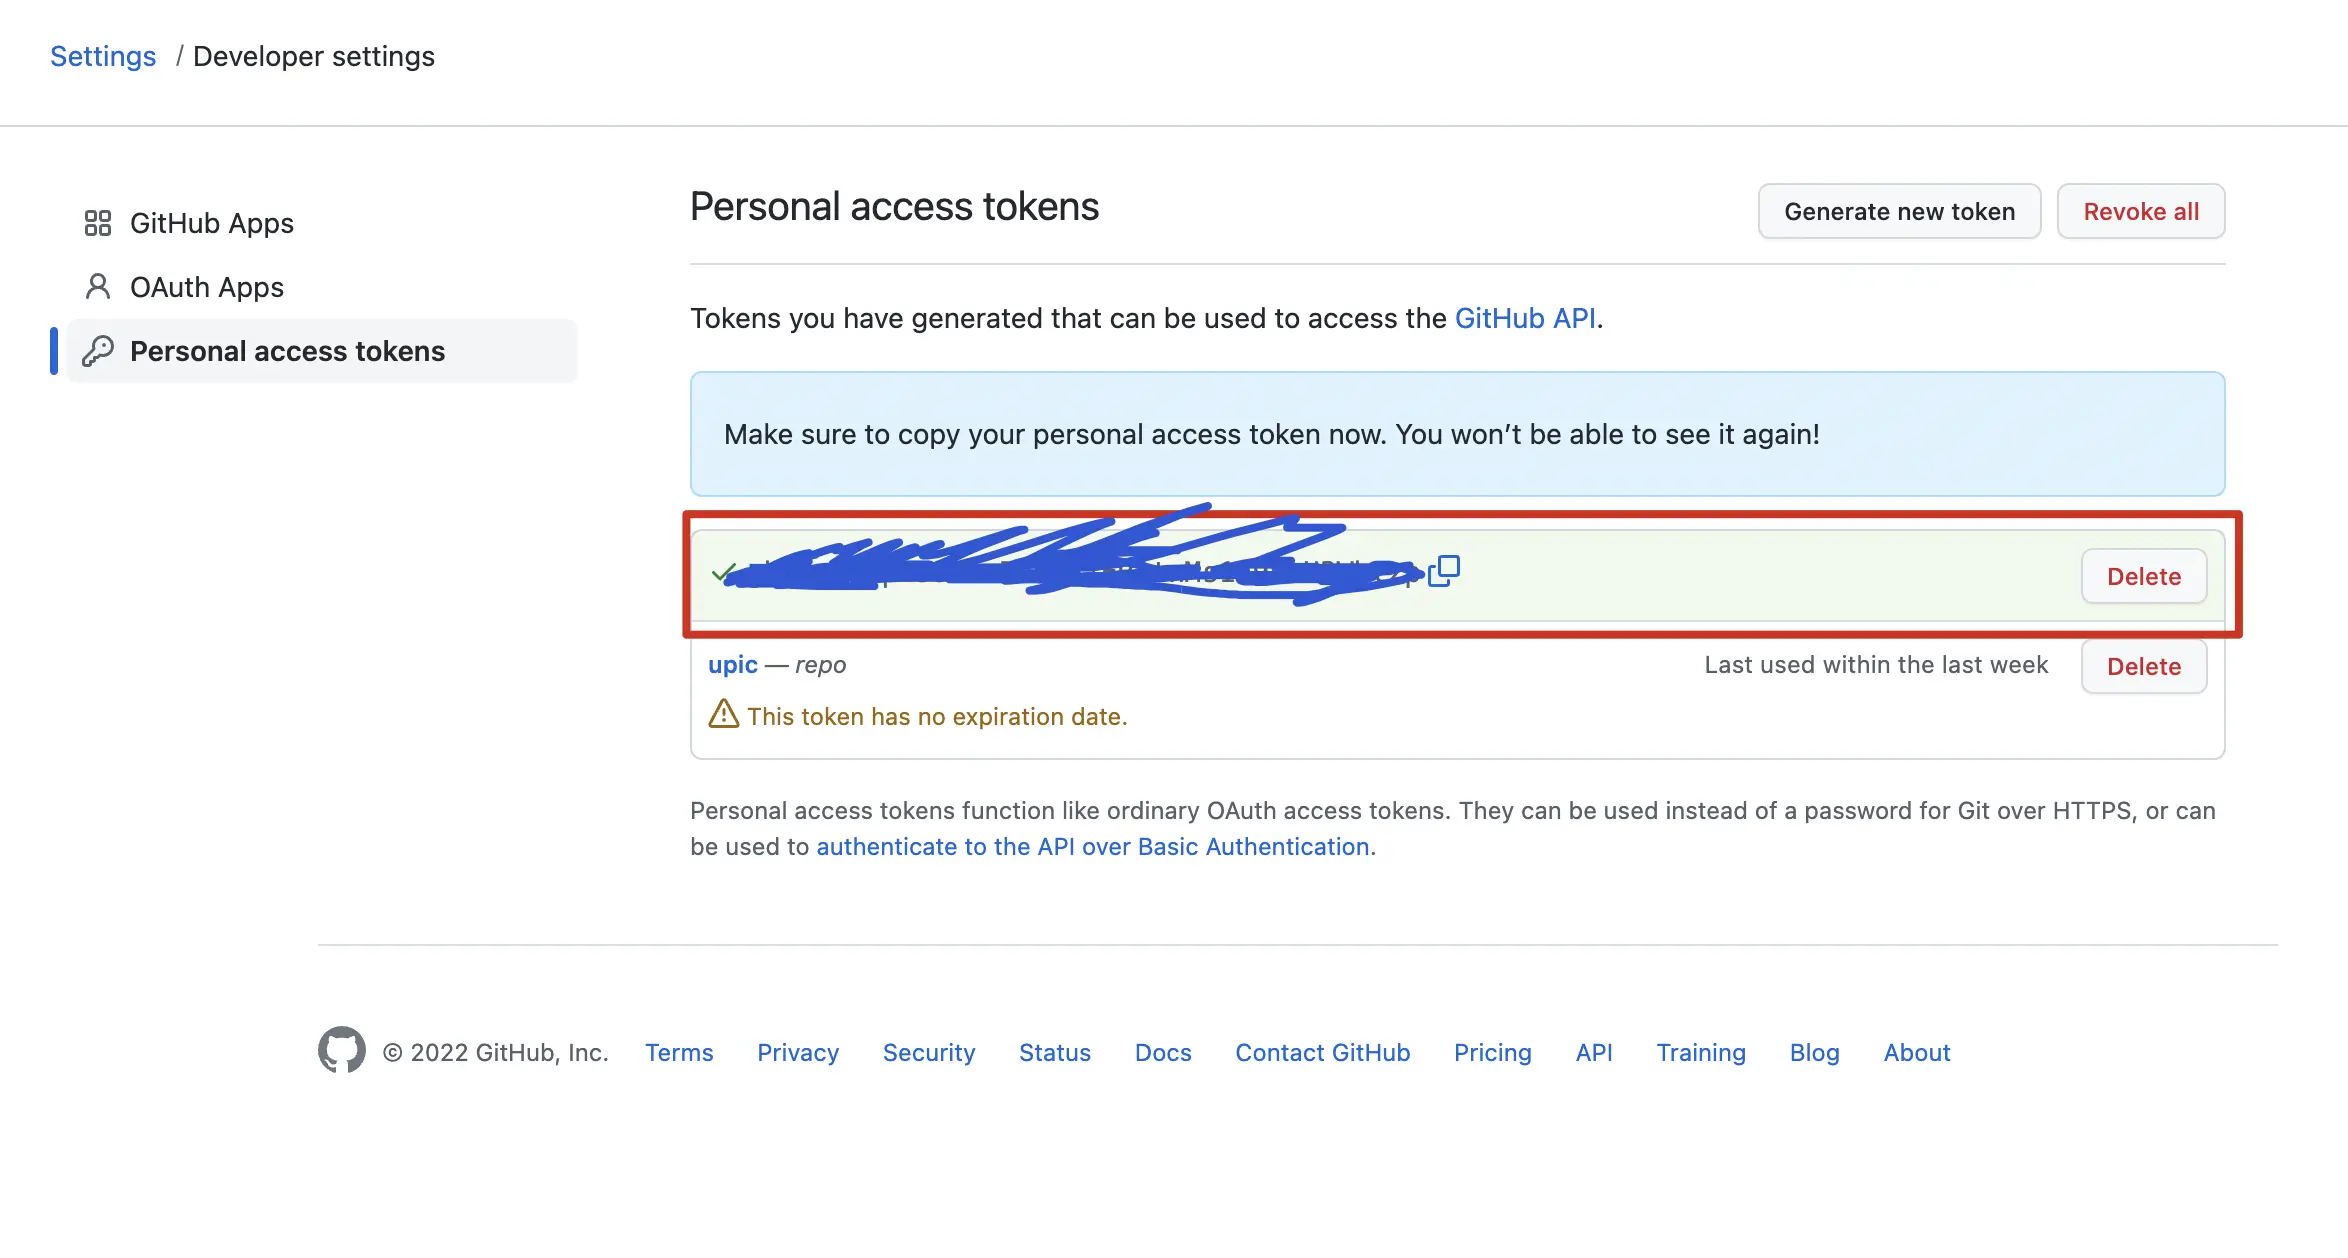 Settings / Developer settings
GitHub Apps
OAuth Apps
Personal access tokens
Personal access tokens
Generate new token
Revoke all
Tokens you have generated that can be used to access the GitHub API.
Make sure to copy your personal access token now. You won't be able to see it again!
Delete
upic — repo
Last used within the last week
Delete
This token has no expiration date.
Personal access tokens function like ordinary OAuth access tokens. They can be used instead of a password for Git over HTTPS, or can
be used to authenticate to the API over Basic Authentication.
© 2022 GitHub, Inc. Terms Privacy Security Status Docs Contact GitHub Pricing API Training Blog About